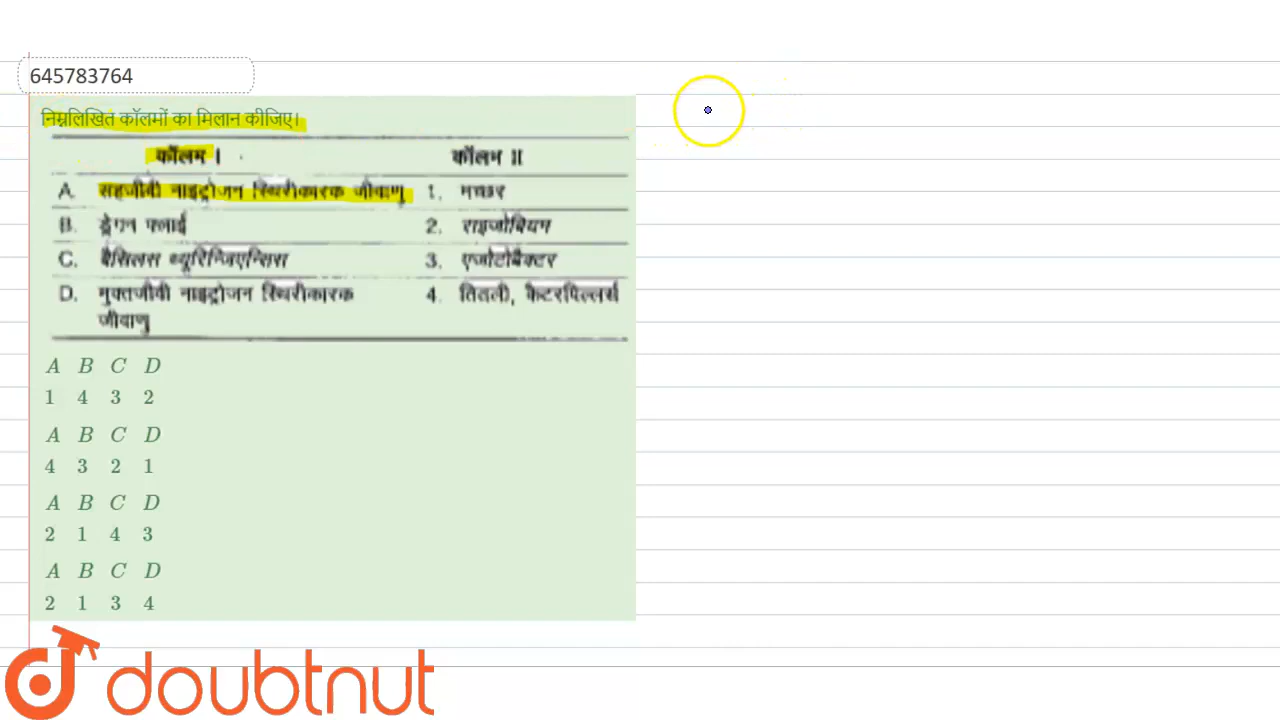 645783764
निम्नलिखित कॉलमों का मिलान कीजिए।
कॉलम I कॉलम II
A. सहजीवी नाइट्रोजन स्थिरीकारक जीवाणु 1. मच्छर
B. ड्रेगन फ्लाई 2. राइजोबियम
C. बैसिलस थ्यूरिन्जिएन्सिस 3. एजोटोबैक्टर
D. मुक्तजीवी नाइट्रोजन स्थिरीकारक 4. तितली, कैटरपिल्लर्स
जीवाणु
A B C D
1 4 3 2
A B C D
4 3 2 1
A B C D
2 1 4 3
A B C D
2 1 3 4
doubtnut